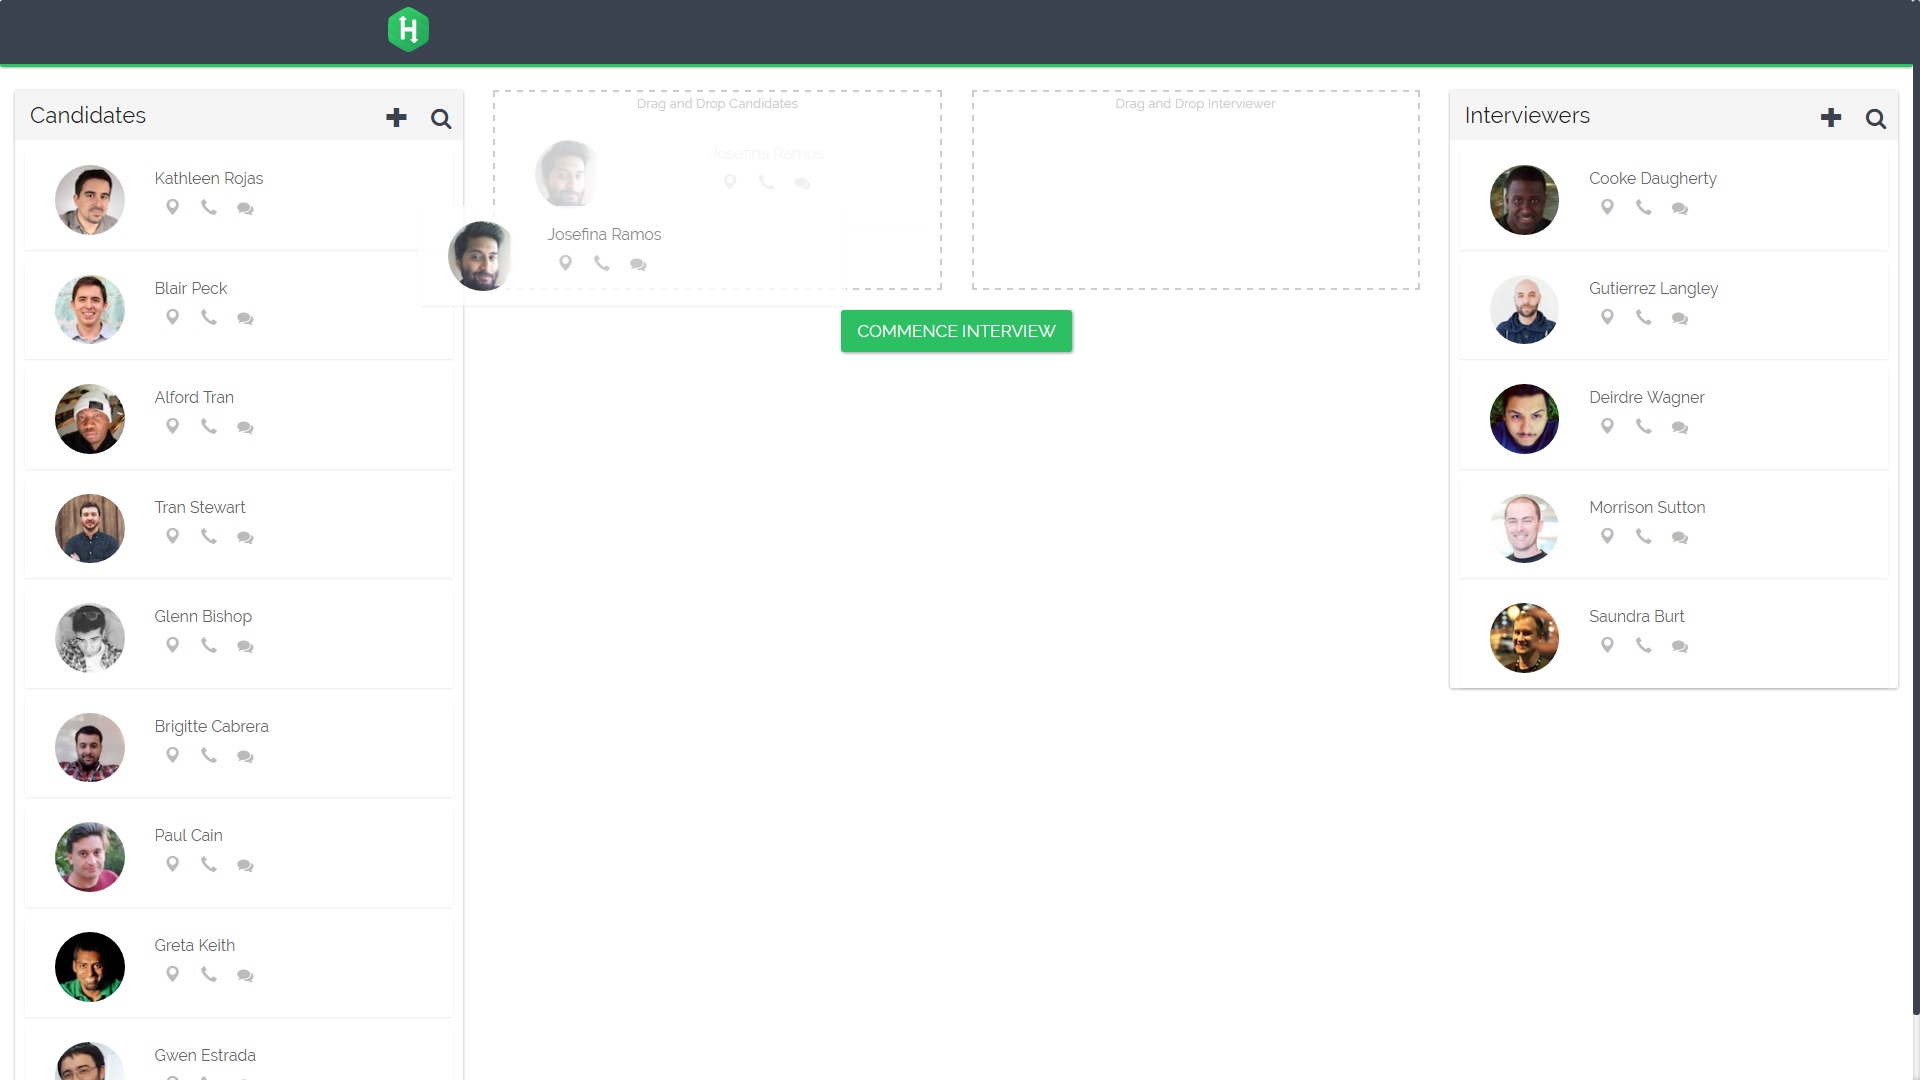 H
Candidates
Kathleen Rojas
Blair Peck
Alford Tran
Tran Stewart
Glenn Bishop
Brigitte Cabrera
Paul Cain
Greta Keith
Gwen Estrada
Drag and Drop Candidates
Josefina Ramos
Josefina Ramos
Drag and Drop Interviewer
COMMENCE INTERVIEW
Interviewers
Cooke Daugherty
Gutierrez Langley
Deirdre Wagner
Morrison Sutton
Saundra Burt